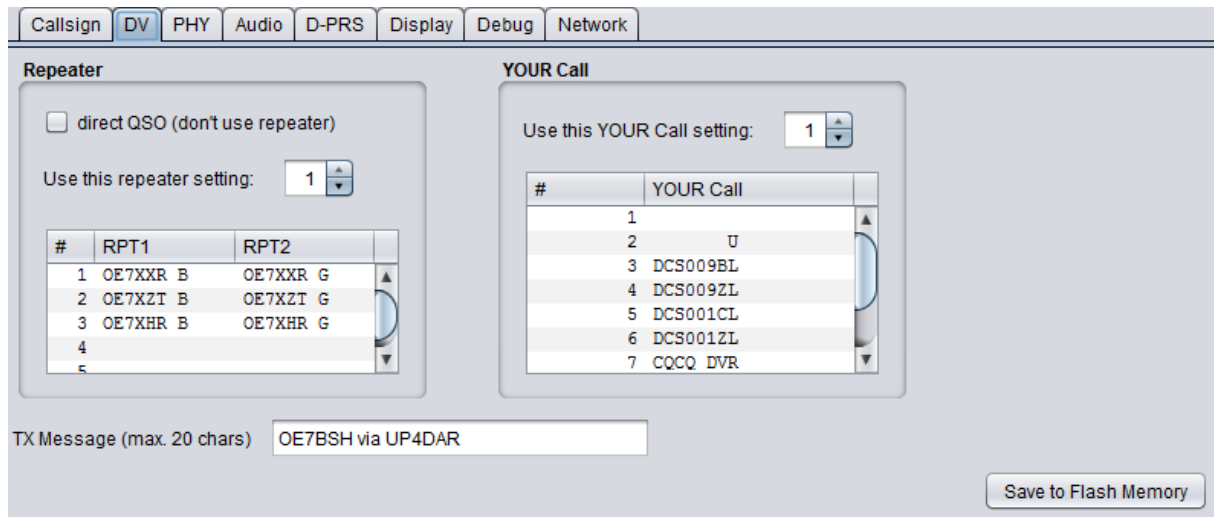 Callsign DV PHY Audio D-PRS Display Debug Network
Repeater
direct QSO (don't use repeater)
Use this repeater setting: 1
# RPT1 RPT2
1 OE7XXR B OE7XXR G
2 OE7XZT B OE7XZT G
3 OE7XHR B OE7XHR G
4
5
YOUR Call
Use this YOUR Call setting: 1
# YOUR Call
1
2 U
3 DCS009BL
4 DCS009ZL
5 DCS001CL
6 DCS001ZL
7 CQCQ DVR
TX Message (max. 20 chars) OE7BSH via UP4DAR
Save to Flash Memory